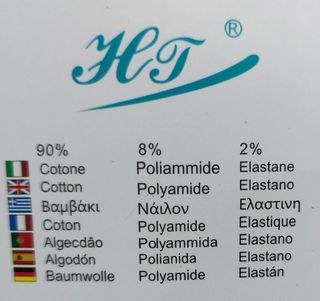 HT ®
90% 8% 2%
Cotone Poliammide Elastane
Cotton Polyamide Elastano
Βαμβάκι Νάιλον Ελαστινη
Coton Polyamide Elastique
Algecdâo Polyammida Elastano
Algodón Polianida Elastano
Baumwolle Polyamide Elastán